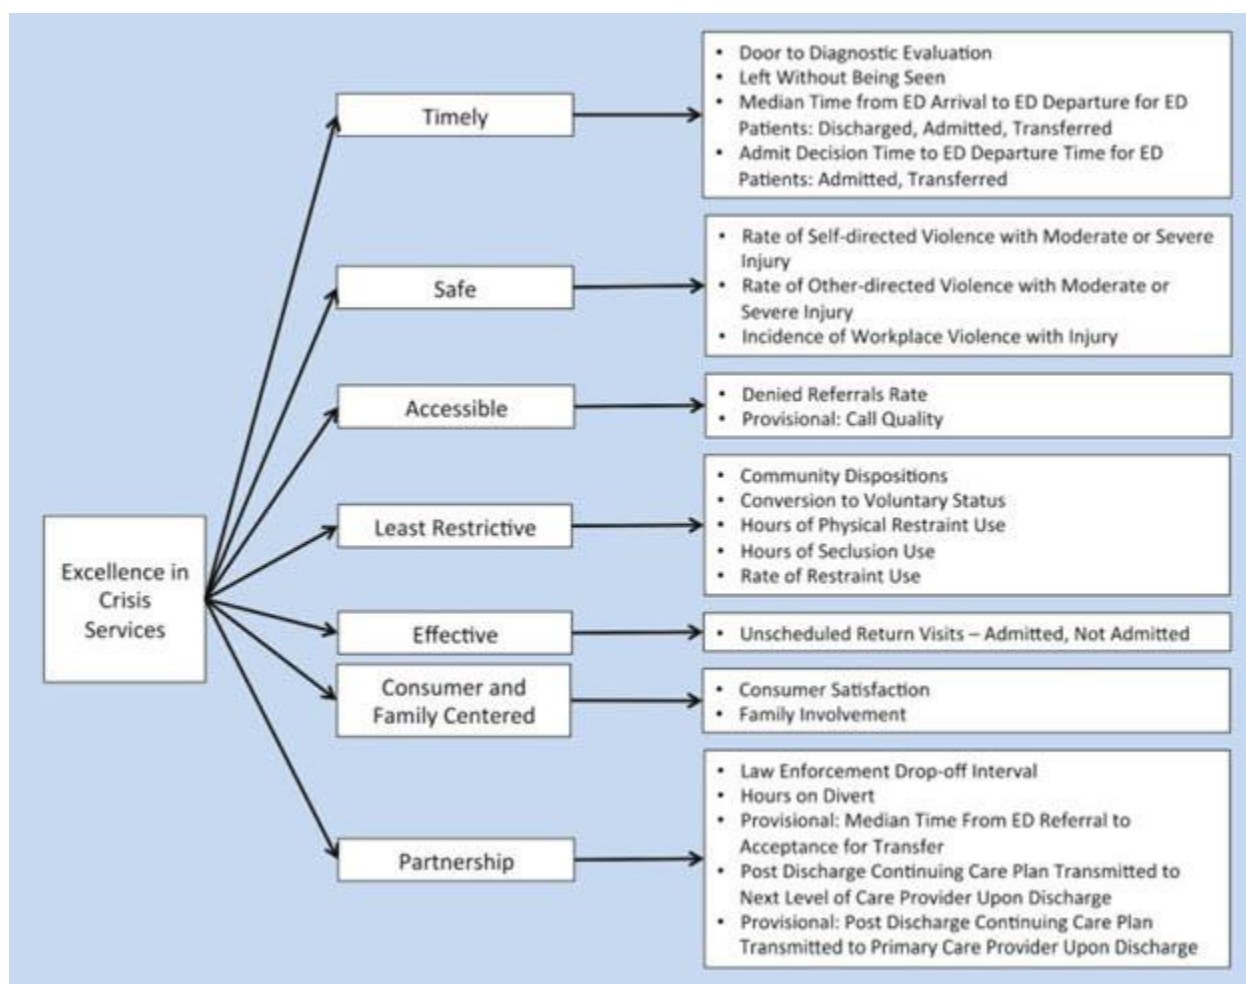 Excellence in
Crisis
Services
Timely
• Door to Diagnostic Evaluation
• Left Without Being Seen
• Median Time from ED Arrival to ED Departure for ED
Patients: Discharged, Admitted, Transferred
• Admit Decision Time to ED Departure Time for ED
Patients: Admitted, Transferred
Safe
• Rate of Self-directed Violence with Moderate or Severe
Injury
• Rate of Other-directed Violence with Moderate or
Severe Injury
• Incidence of Workplace Violence with Injury
Accessible
• Denied Referrals Rate
• Provisional: Call Quality
Least Restrictive
• Community Dispositions
• Conversion to Voluntary Status
• Hours of Physical Restraint Use
• Hours of Seclusion Use
• Rate of Restraint Use
Effective
• Unscheduled Return Visits – Admitted, Not Admitted
Consumer and
Family Centered
• Consumer Satisfaction
• Family Involvement
Partnership
• Law Enforcement Drop-off Interval
• Hours on Divert
• Provisional: Median Time From ED Referral to
Acceptance for Transfer
• Post Discharge Continuing Care Plan Transmitted to
Next Level of Care Provider Upon Discharge
• Provisional: Post Discharge Continuing Care Plan
Transmitted to Primary Care Provider Upon Discharge